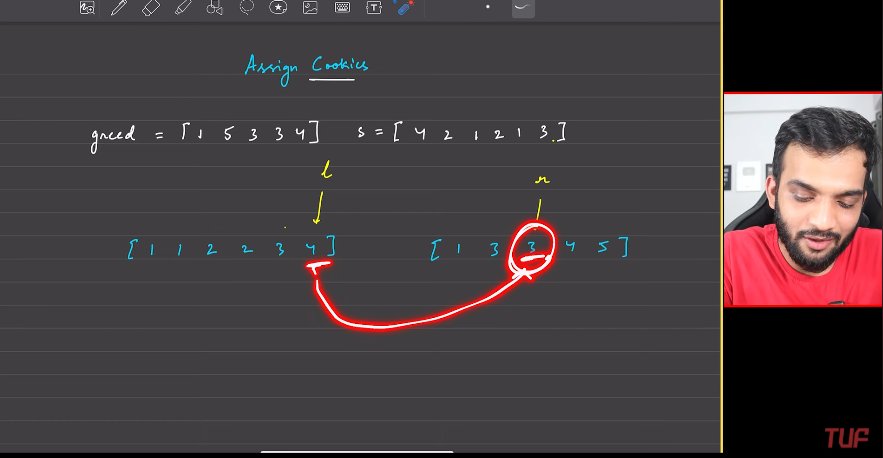 Assign Cookies
greed = [ 1 5 3 3 4 ] s = [ 4 2 1 2 1 3 ]
l r
[ 1 1 2 2 3 4 ] [ 1 3 3 4 5 ]
TUF